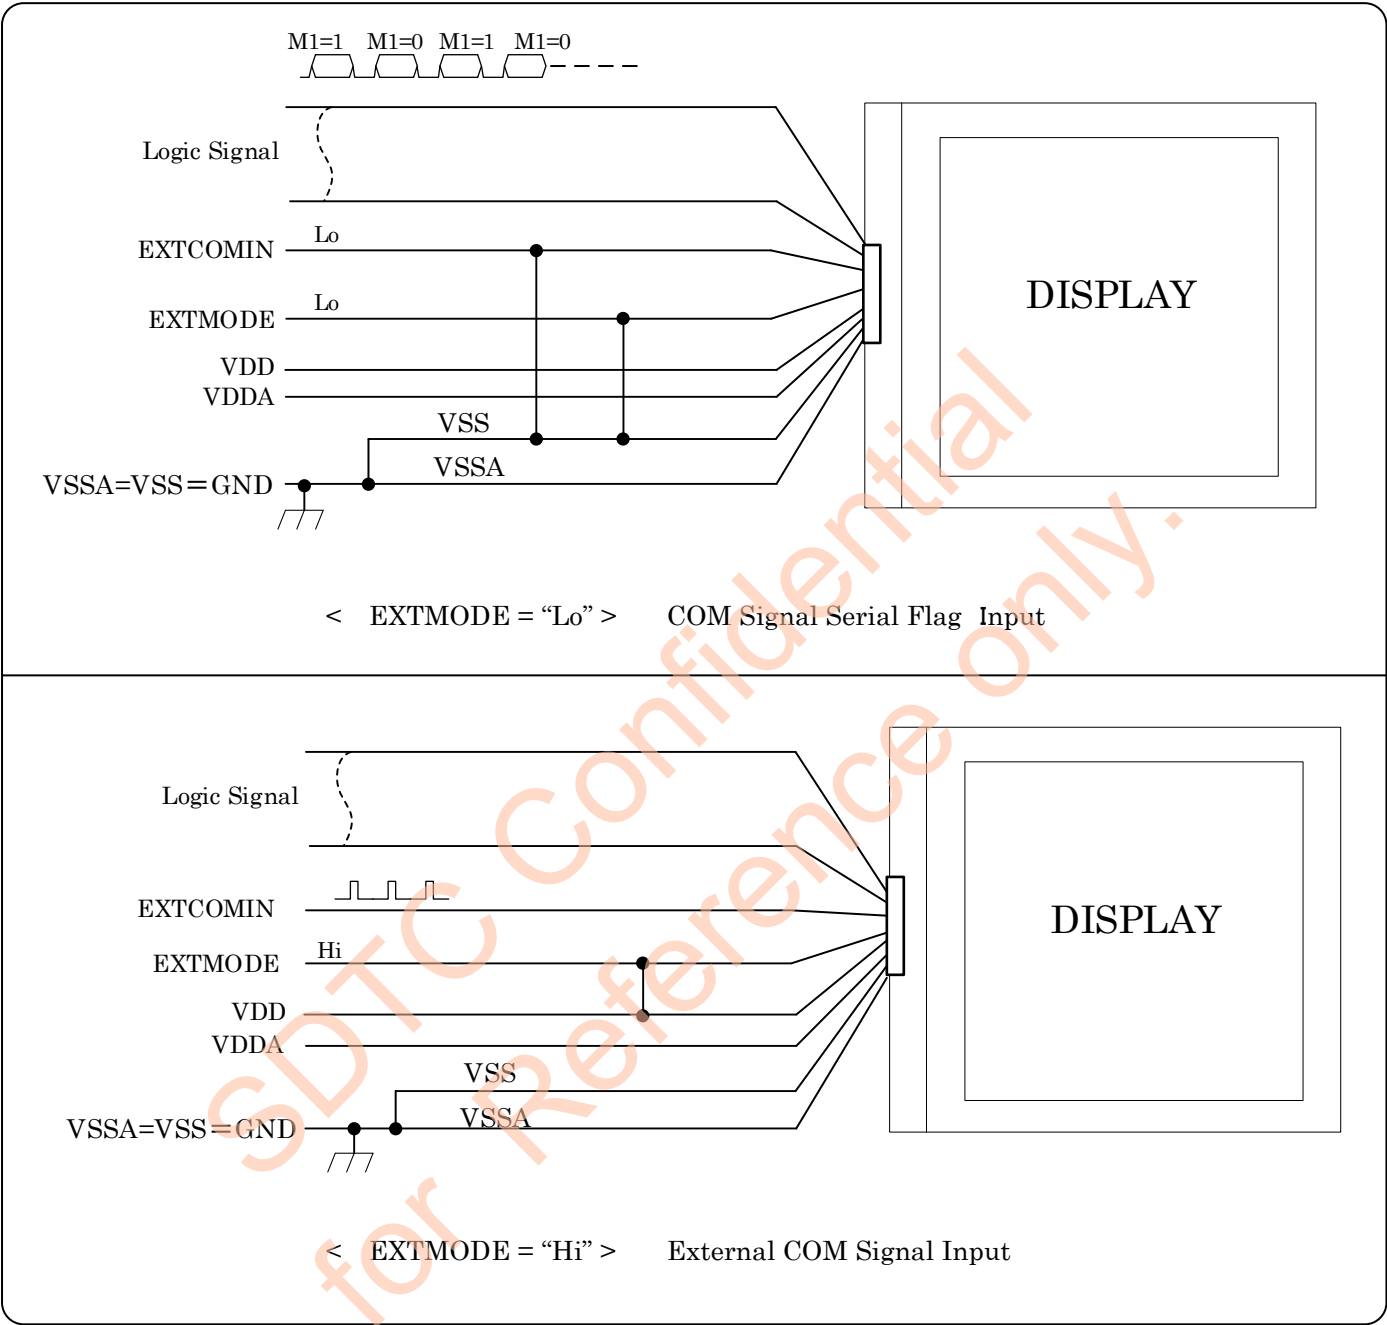 M1=1 M1=0 M1=1 M1=0
Logic Signal
EXTCOMIN Lo
EXTMODE Lo
VDD
VDDA
VSS
VSSA
VSSA=VSS=GND
DISPLAY
< EXTMODE = “Lo” > COM Signal Serial Flag Input
Logic Signal
EXTCOMIN
EXTMODE Hi
VDD
VDDA
VSS
VSSA
VSSA=VSS=GND
DISPLAY
< EXTMODE = “Hi” > External COM Signal Input
SDTC Confidential
for Reference only.